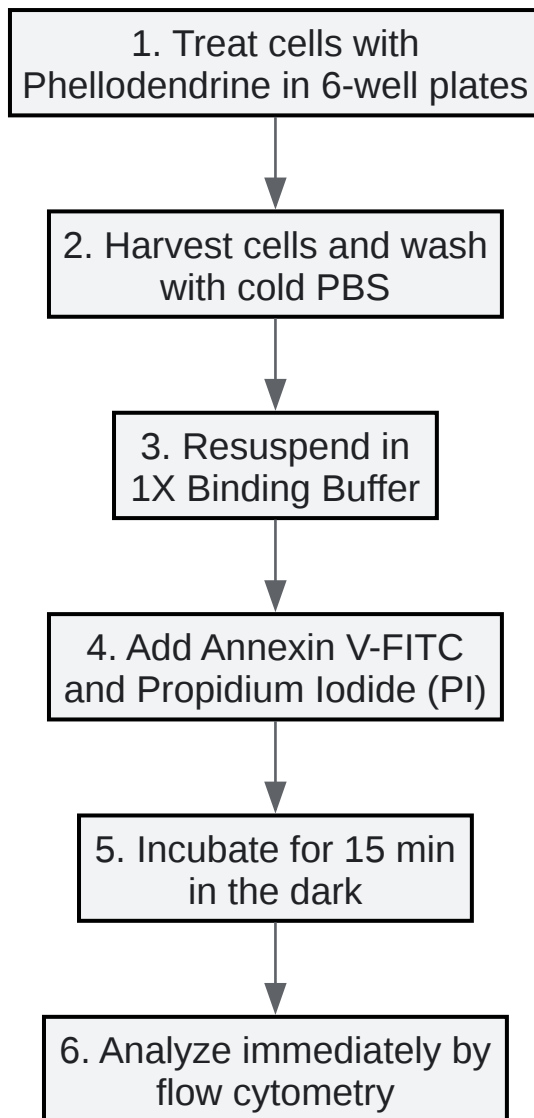 1. Treat cells with
Phellodendrine in 6-well plates
2. Harvest cells and wash
with cold PBS
3. Resuspend in
1X Binding Buffer
4. Add Annexin V-FITC
and Propidium Iodide (PI)
5. Incubate for 15 min
in the dark
6. Analyze immediately by
flow cytometry